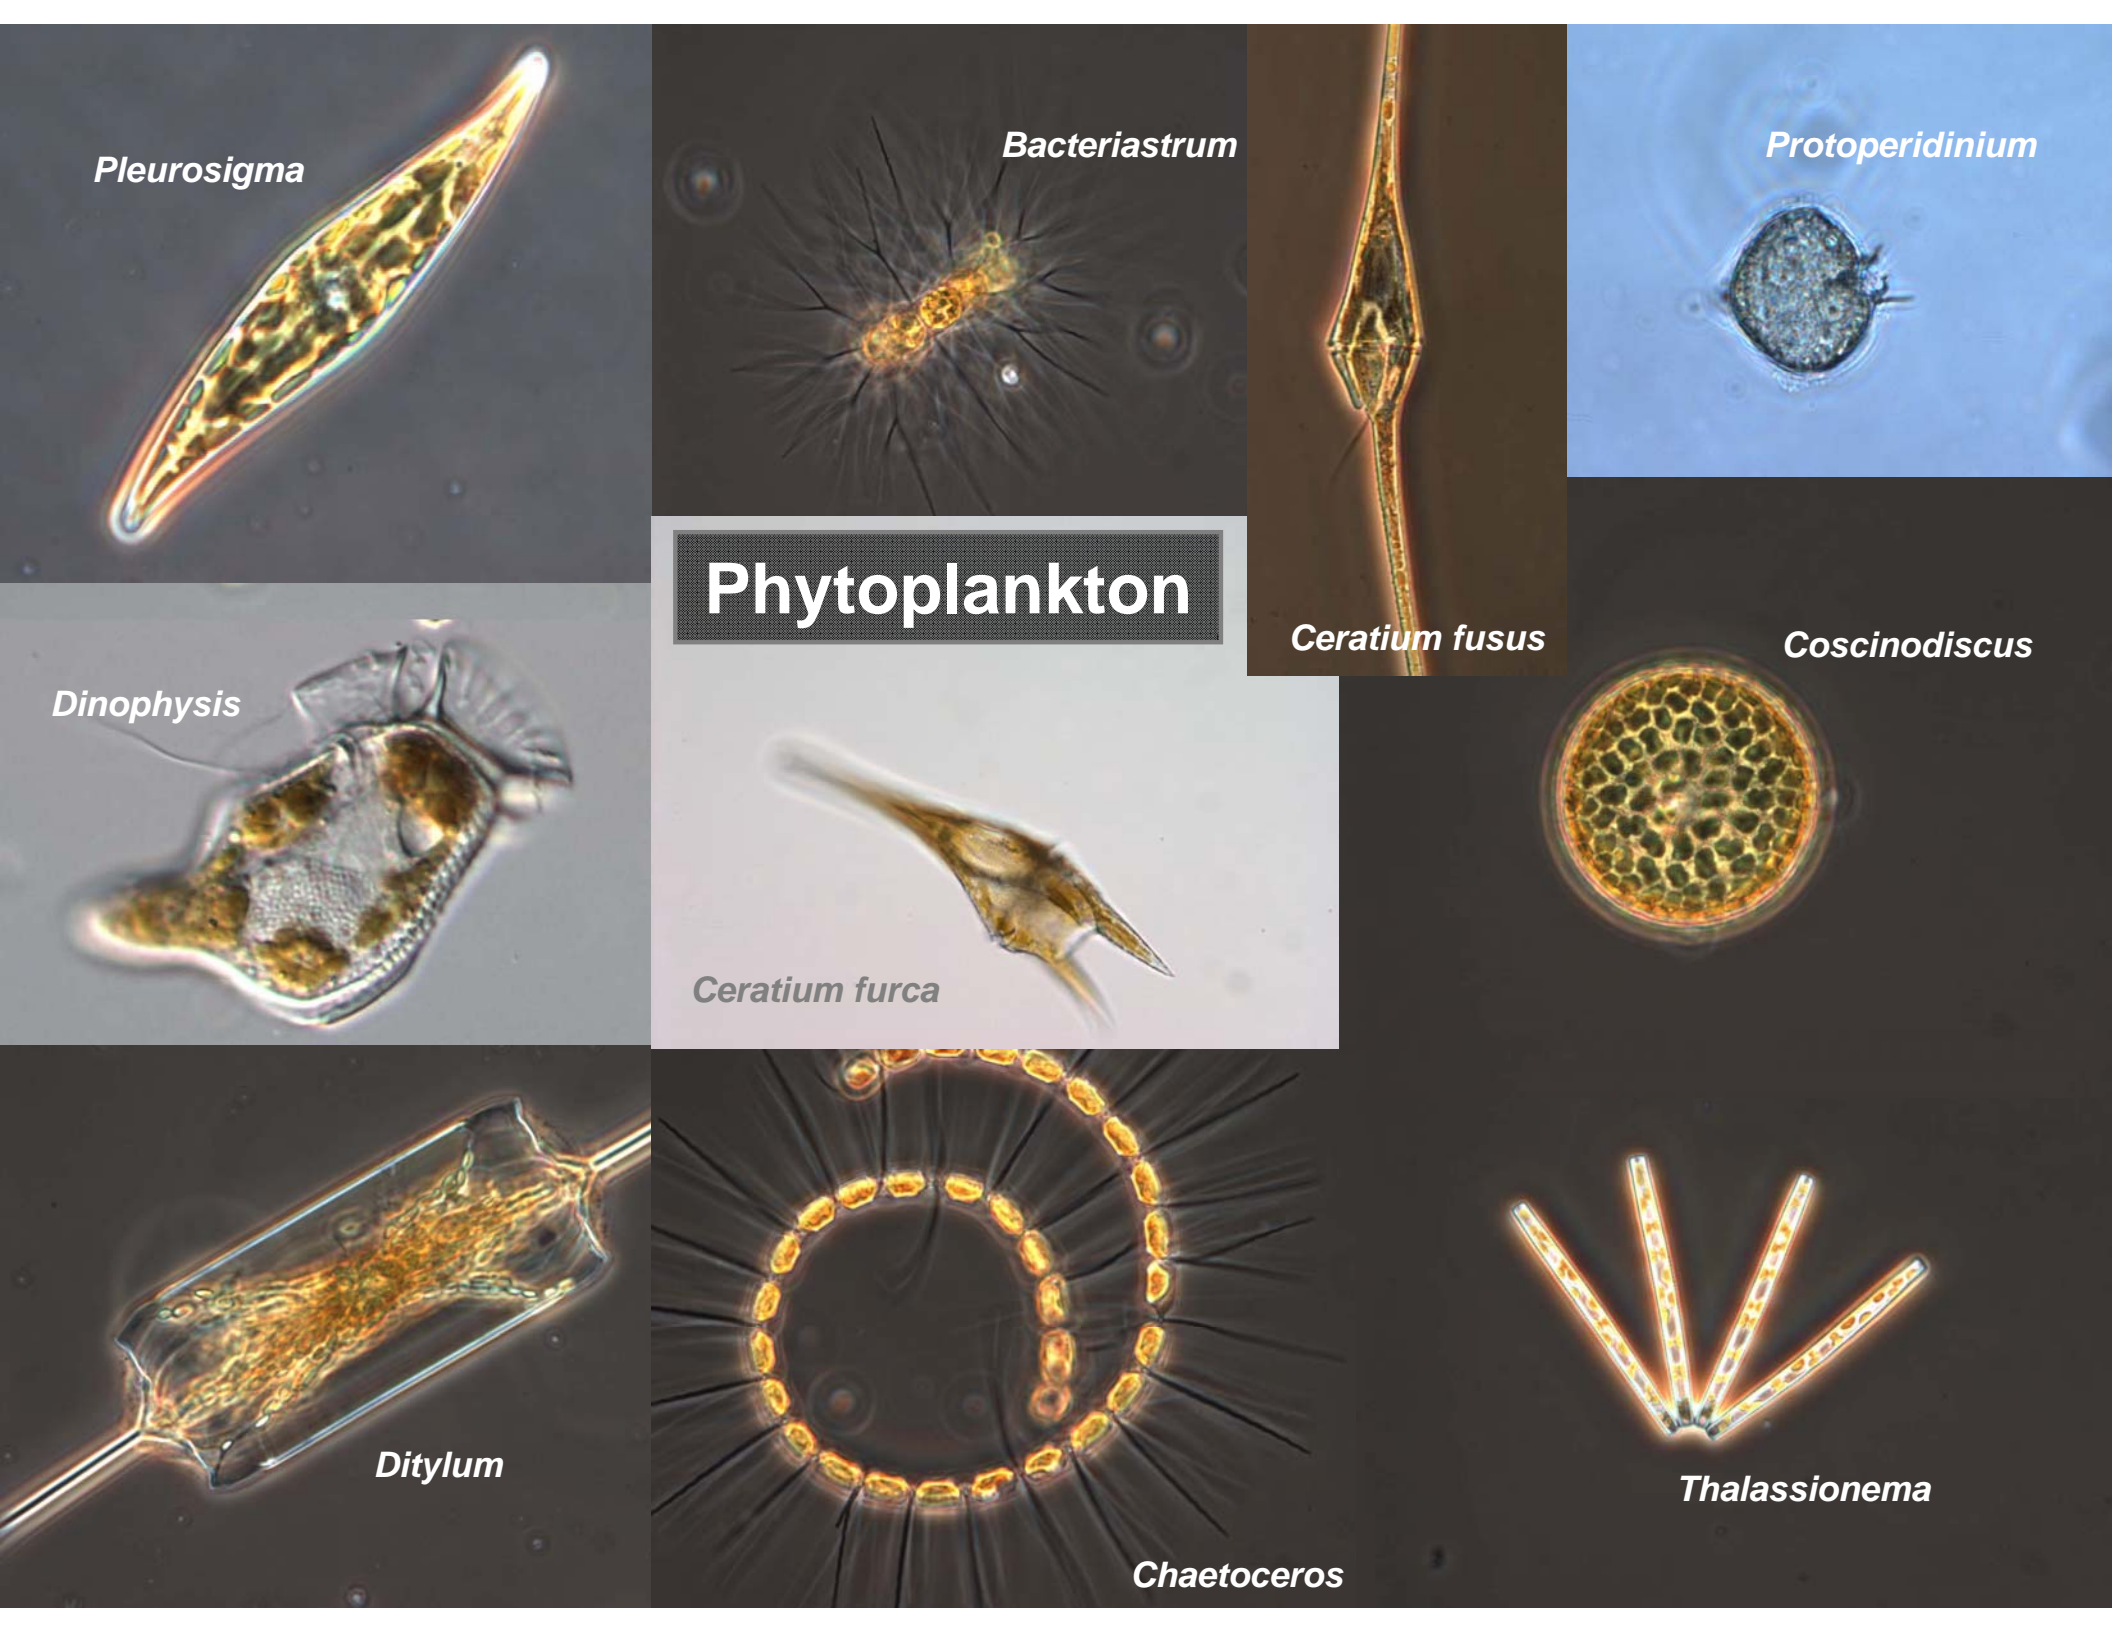 Pleurosigma
Bacteriastrum
Protoperidinium
Phytoplankton
Ceratium fusus
Coscinodiscus
Dinophysis
Ceratium furca
Ditylum
Thalassionema
Chaetoceros